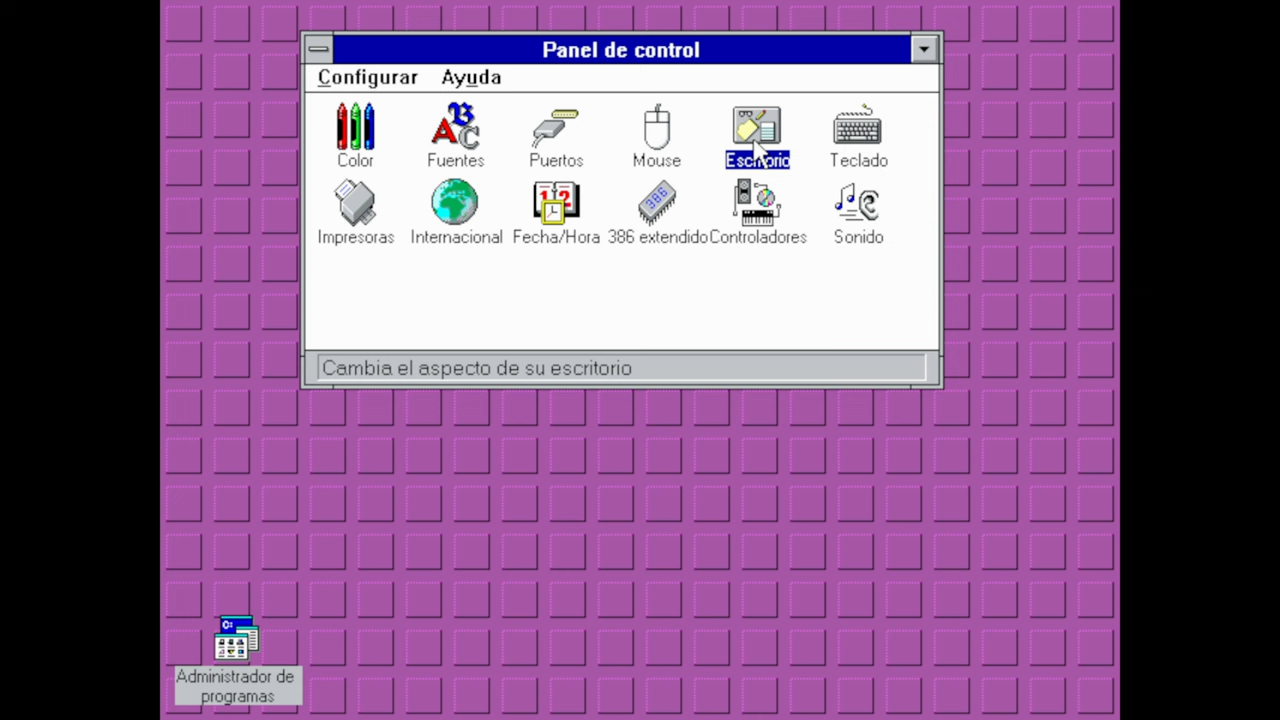 Panel de control
Configurar Ayuda
Color Fuentes Puertos Mouse Escritorio Teclado
Impresoras Internacional Fecha/Hora 386 extendido Controladores Sonido
Cambia el aspecto de su escritorio
Administrador de
programas